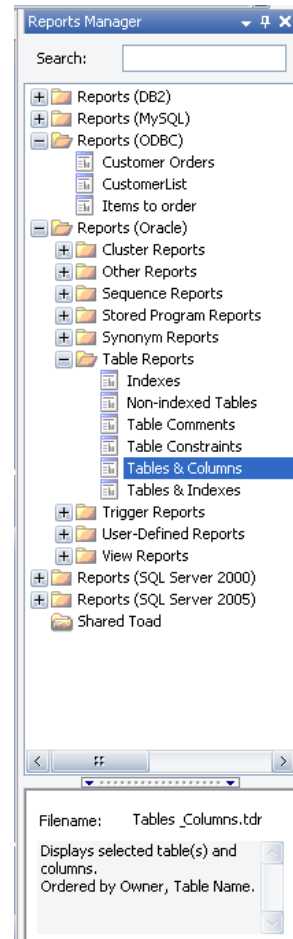 Reports Manager
Search:
Reports (DB2)
Reports (MySQL)
Reports (ODBC)
Customer Orders
CustomerList
Items to order
Reports (Oracle)
Cluster Reports
Other Reports
Sequence Reports
Stored Program Reports
Synonym Reports
Table Reports
Indexes
Non-indexed Tables
Table Comments
Table Constraints
Tables & Columns
Tables & Indexes
Trigger Reports
User-Defined Reports
View Reports
Reports (SQL Server 2000)
Reports (SQL Server 2005)
Shared Toad
Filename: Tables _Columns.tdr
Displays selected table(s) and
columns.
Ordered by Owner, Table Name.